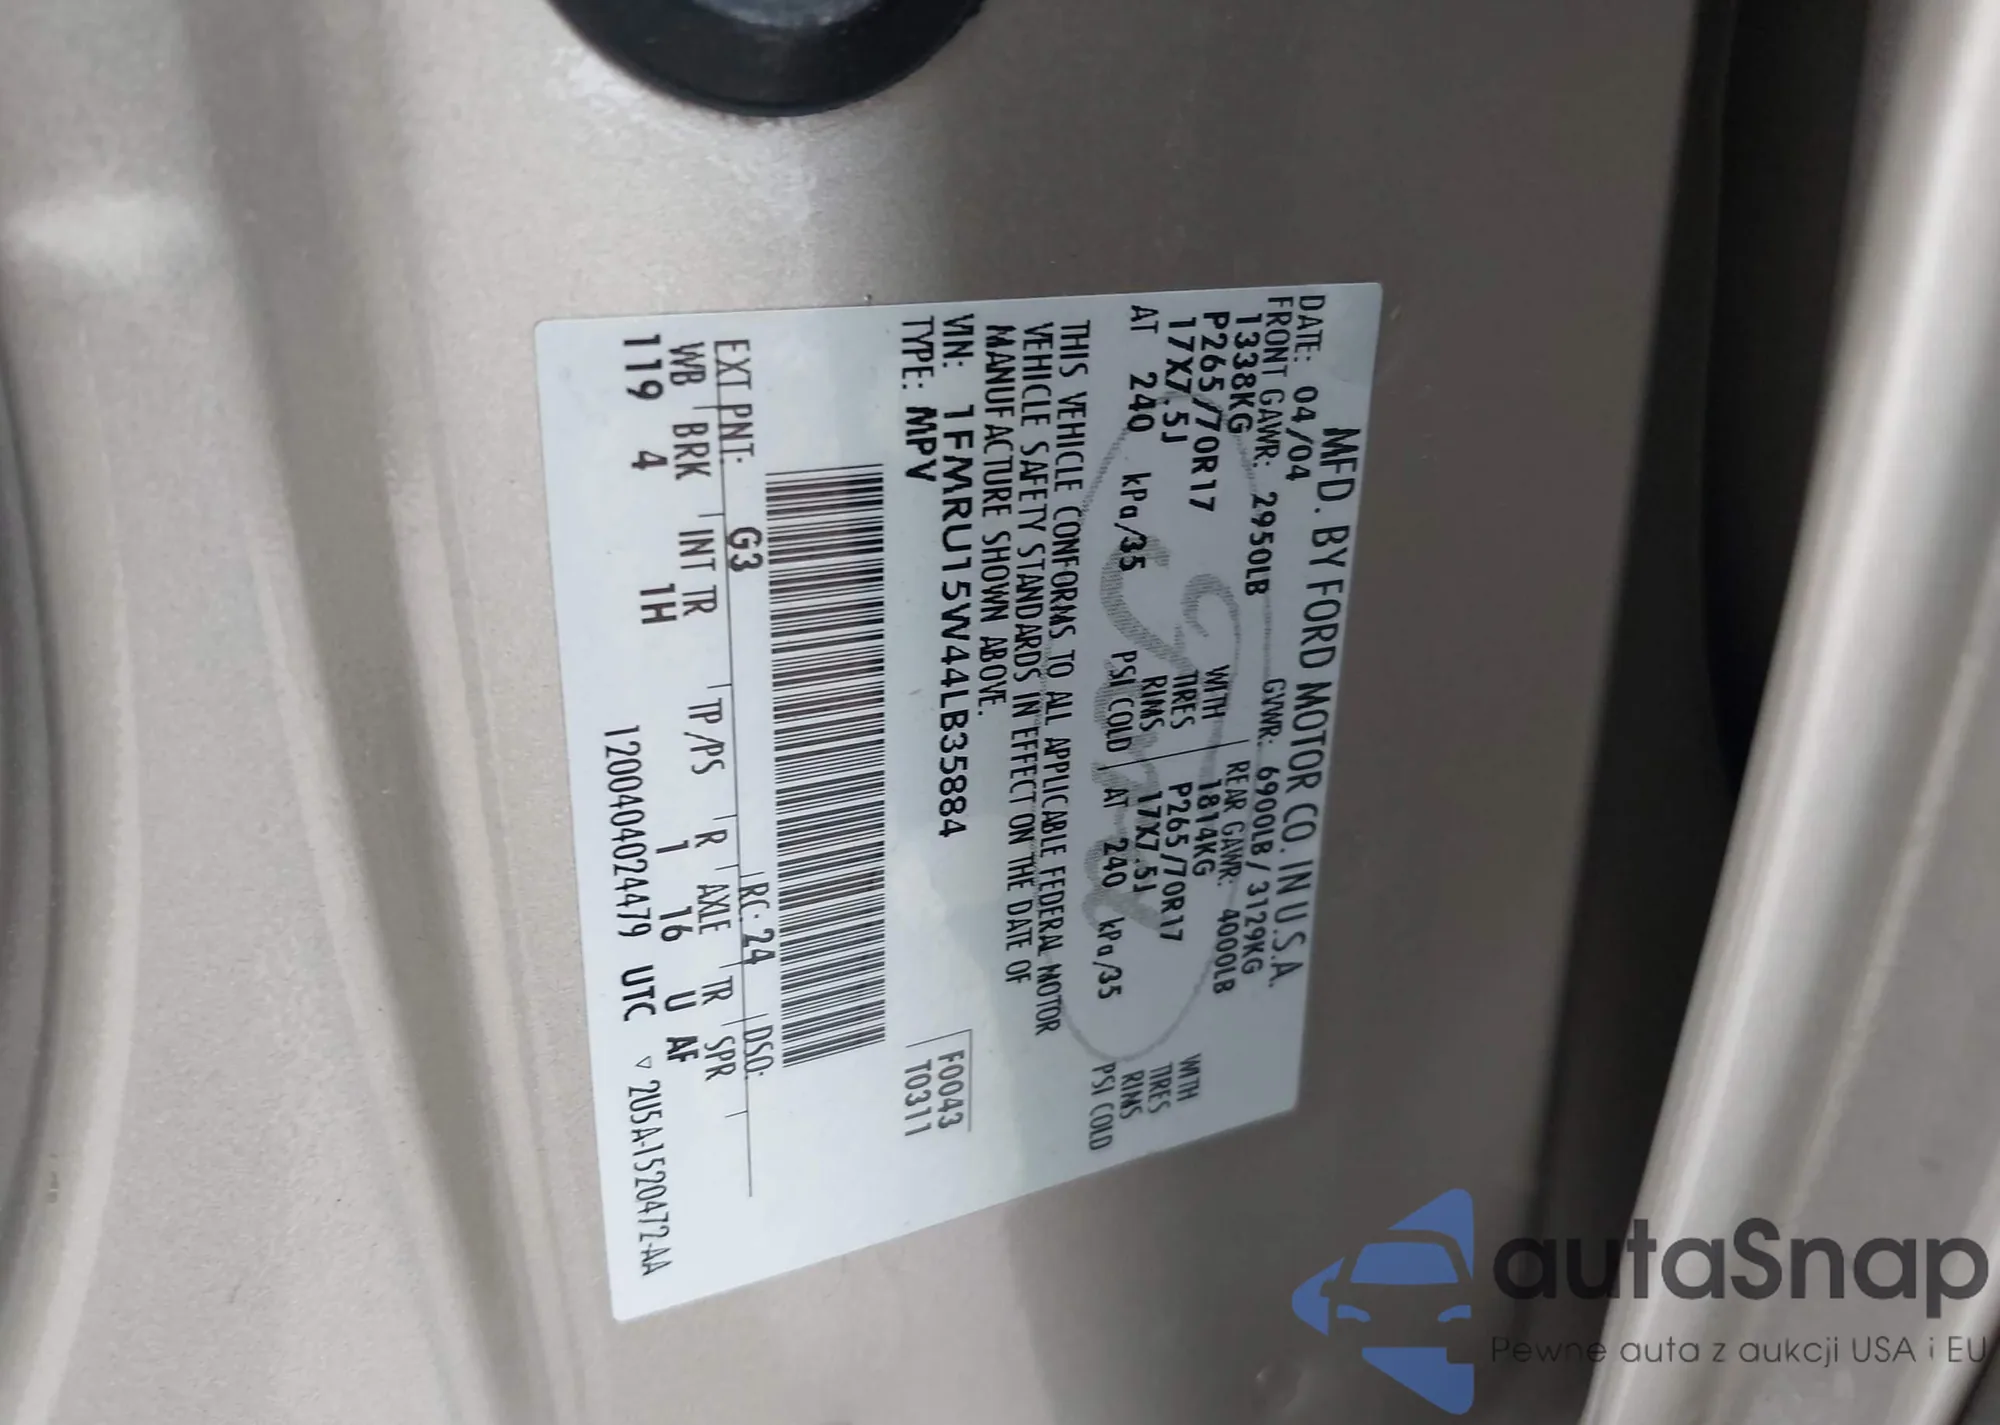 MFD. BY FORD MOTOR CO. IN U.S.A.
DATE: 04/04 GVWR: 6900LB/3129KG
FRONT GAWR: 2950LB REAR GAWR: 4000LB
1338KG WITH 1814KG WITH
P265/70R17 TIRES P265/70R17 TIRES
17X7.5J RIMS 17X7.5J RIMS
AT 240 kPa/35 PSI COLD AT 240 kPa/35 PSI COLD
Ford
THIS VEHICLE CONFORMS TO ALL APPLICABLE FEDERAL MOTOR
VEHICLE SAFETY STANDARDS IN EFFECT ON THE DATE OF
MANUFACTURE SHOWN ABOVE.
VIN: 1FMRU15W44LB35884 F0043
TYPE: MPV T0311
EXT PNT: G3 RC: 24 DSO:
WB BRK INT TR TP/PS R AXLE TR SPR
119 4 1H 1 16 U AF
1200404024479 UTC ▽ 2U5A-1520472-AA
autaSnap
Pewne auta z aukcji USA i EU